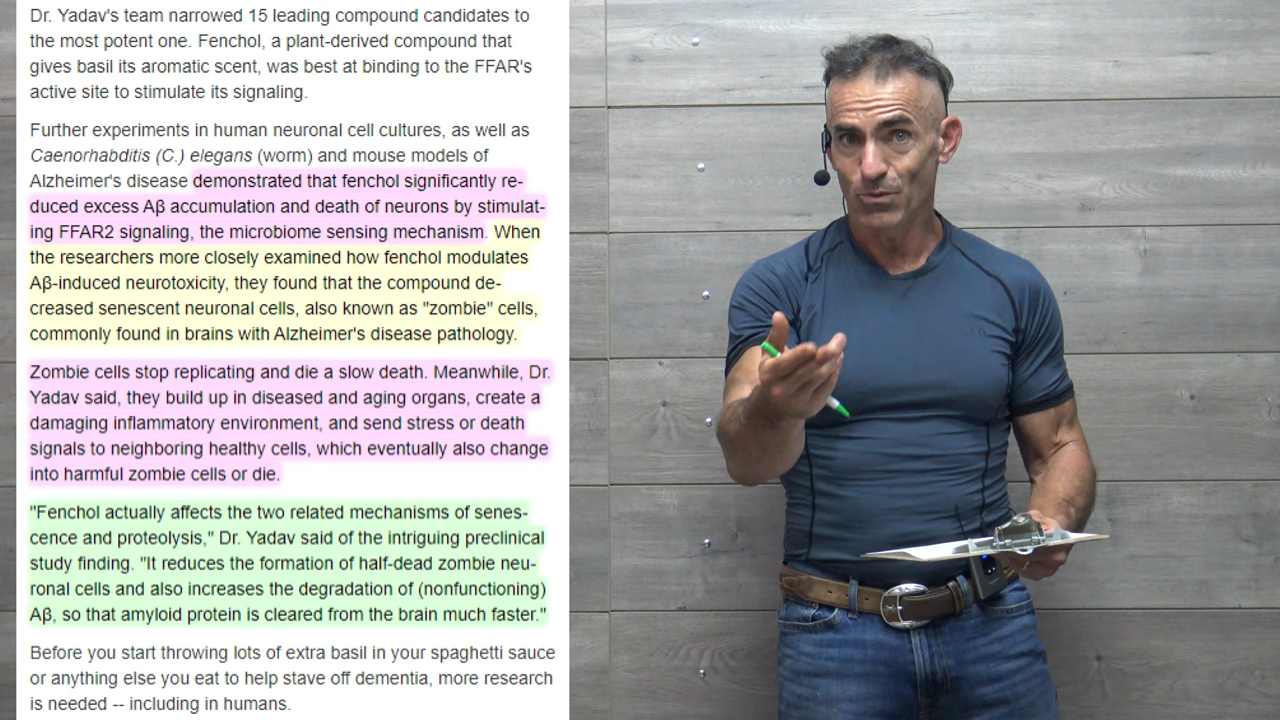 Dr. Yadav's team narrowed 15 leading compound candidates to
the most potent one. Fenchol, a plant-derived compound that
gives basil its aromatic scent, was best at binding to the FFAR's
active site to stimulate its signaling.
Further experiments in human neuronal cell cultures, as well as
Caenorhabditis (C.) elegans (worm) and mouse models of
Alzheimer's disease demonstrated that fenchol significantly re-
duced excess Aβ accumulation and death of neurons by stimulat-
ing FFAR2 signaling, the microbiome sensing mechanism. When
the researchers more closely examined how fenchol modulates
Aβ-induced neurotoxicity, they found that the compound de-
creased senescent neuronal cells, also known as "zombie" cells,
commonly found in brains with Alzheimer's disease pathology.
Zombie cells stop replicating and die a slow death. Meanwhile, Dr.
Yadav said, they build up in diseased and aging organs, create a
damaging inflammatory environment, and send stress or death
signals to neighboring healthy cells, which eventually also change
into harmful zombie cells or die.
"Fenchol actually affects the two related mechanisms of senes-
cence and proteolysis," Dr. Yadav said of the intriguing preclinical
study finding. "It reduces the formation of half-dead zombie neu-
ronal cells and also increases the degradation of (nonfunctioning)
Aβ, so that amyloid protein is cleared from the brain much faster."
Before you start throwing lots of extra basil in your spaghetti sauce
or anything else you eat to help stave off dementia, more research
is needed -- including in humans.